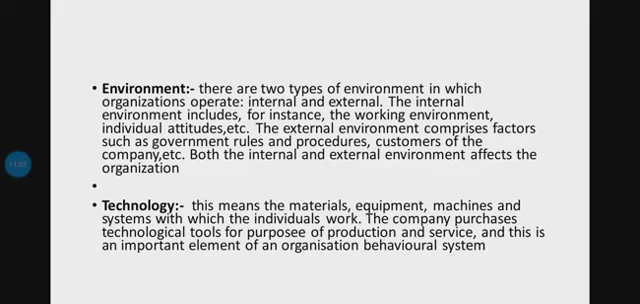 • Environment:- there are two types of environment in which
organizations operate: internal and external. The internal
environment includes, for instance, the working environment,
individual attitudes,etc. The external environment comprises factors
such as government rules and procedures, customers of the
company,etc. Both the internal and external environment affects the
organization
•
• Technology:- this means the materials, equipment, machines and
systems with which the individuals work. The company purchases
technological tools for purposee of production and service, and this is
an important element of an organisation behavioural system
11:03